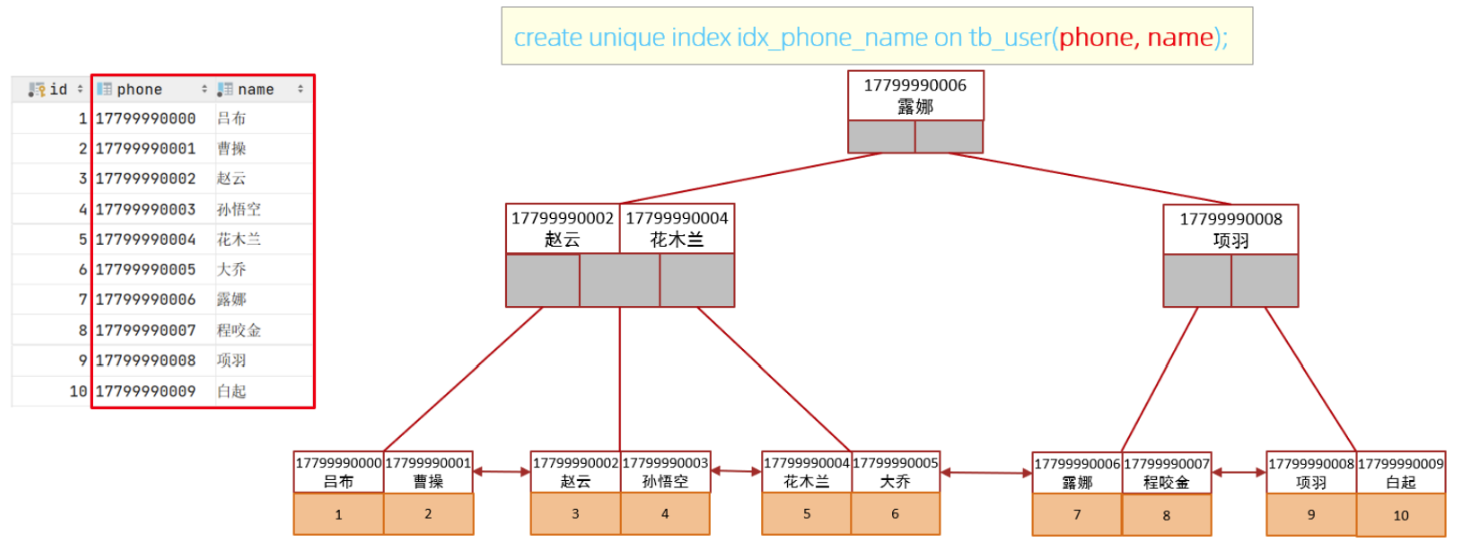 create unique index idx_phone_name on tb_user(phone, name);
id phone name
1 17799990000 吕布
2 17799990001 曹操
3 17799990002 赵云
4 17799990003 孙悟空
5 17799990004 花木兰
6 17799990005 大乔
7 17799990006 露娜
8 17799990007 程咬金
9 17799990008 项羽
10 17799990009 白起
17799990006
露娜
17799990002 17799990004
赵云 花木兰
17799990008
项羽
17799990000 17799990001
吕布 曹操
1 2
17799990002 17799990003
赵云 孙悟空
3 4
17799990004 17799990005
花木兰 大乔
5 6
17799990006 17799990007
露娜 程咬金
7 8
17799990008 17799990009
项羽 白起
9 10